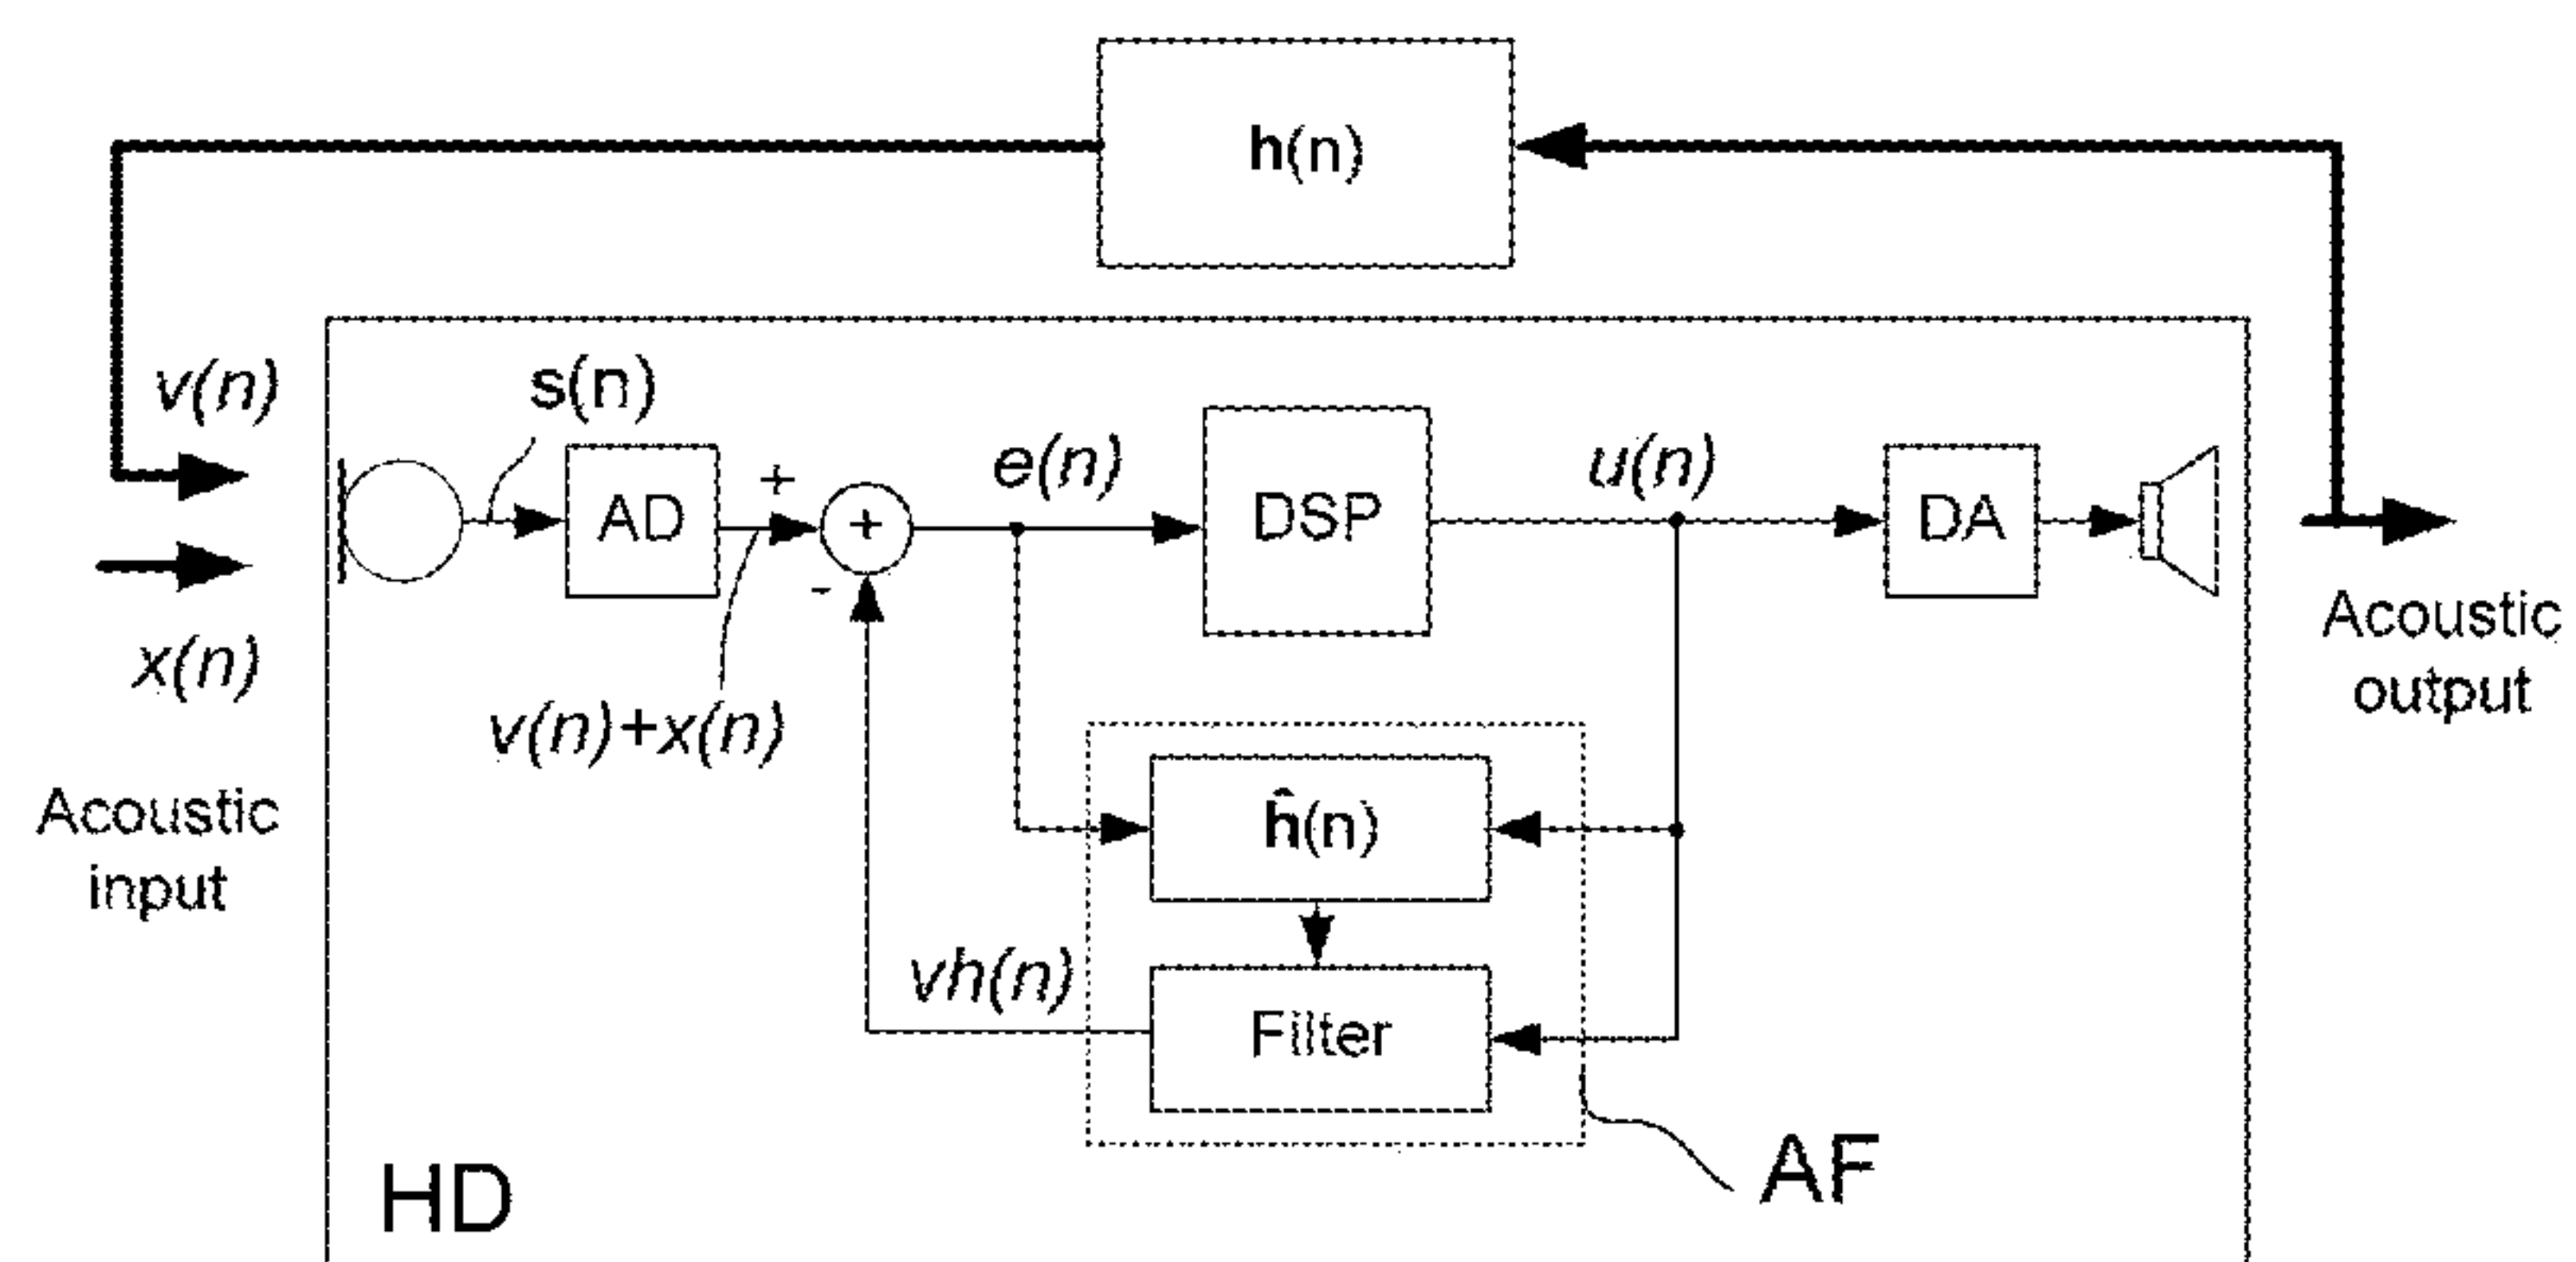 h(n)
v(n)
s(n)
AD
+
+
-
e(n)
DSP
u(n)
DA
x(n)
v(n)+x(n)
Acoustic
input
Acoustic
output
ĥ(n)
vh(n)
Filter
HD
AF